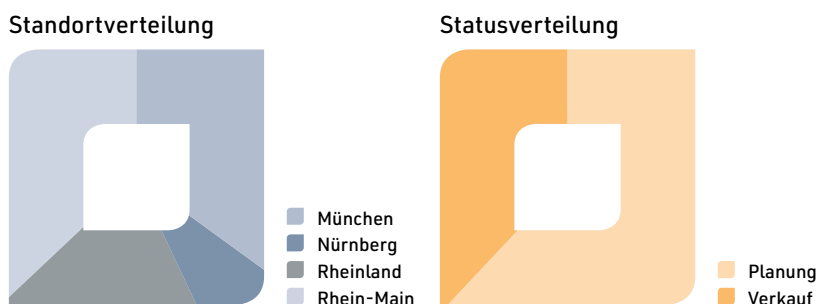 Standortverteilung
Statusverteilung
München
Nürnberg
Rheinland
Rhein-Main
Planung
Verkauf